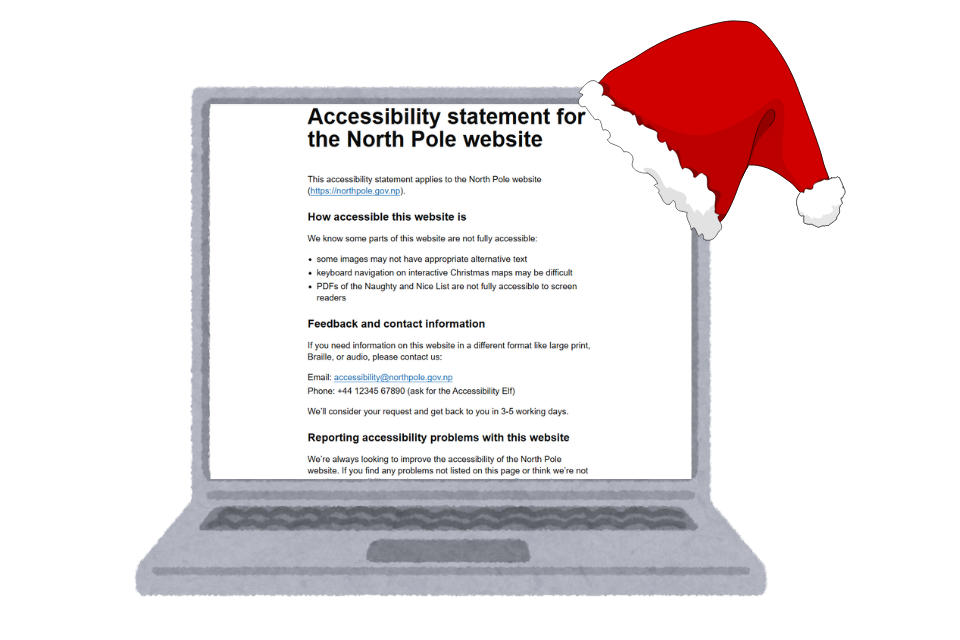 Accessibility statement for
the North Pole website
This accessibility statement applies to the North Pole website
(https://northpole.gov.np).
How accessible this website is
We know some parts of this website are not fully accessible:
• some images may not have appropriate alternative text
• keyboard navigation on interactive Christmas maps may be difficult
• PDFs of the Naughty and Nice List are not fully accessible to screen
readers
Feedback and contact information
If you need information on this website in a different format like large print,
Braille, or audio, please contact us:
Email: accessibility@northpole.gov.np
Phone: +44 12345 67890 (ask for the Accessibility Elf)
We'll consider your request and get back to you in 3-5 working days.
Reporting accessibility problems with this website
We're always looking to improve the accessibility of the North Pole
website. If you find any problems not listed on this page or think we're not